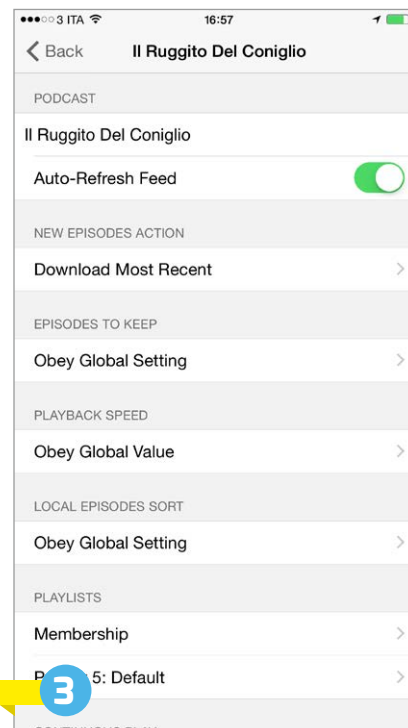 3 ITA 16:57
Back Il Ruggito Del Coniglio
PODCAST
Il Ruggito Del Coniglio
Auto-Refresh Feed
NEW EPISODES ACTION
Download Most Recent
EPISODES TO KEEP
Obey Global Setting
PLAYBACK SPEED
Obey Global Value
LOCAL EPISODES SORT
Obey Global Setting
PLAYLISTS
Membership
5: Default
3